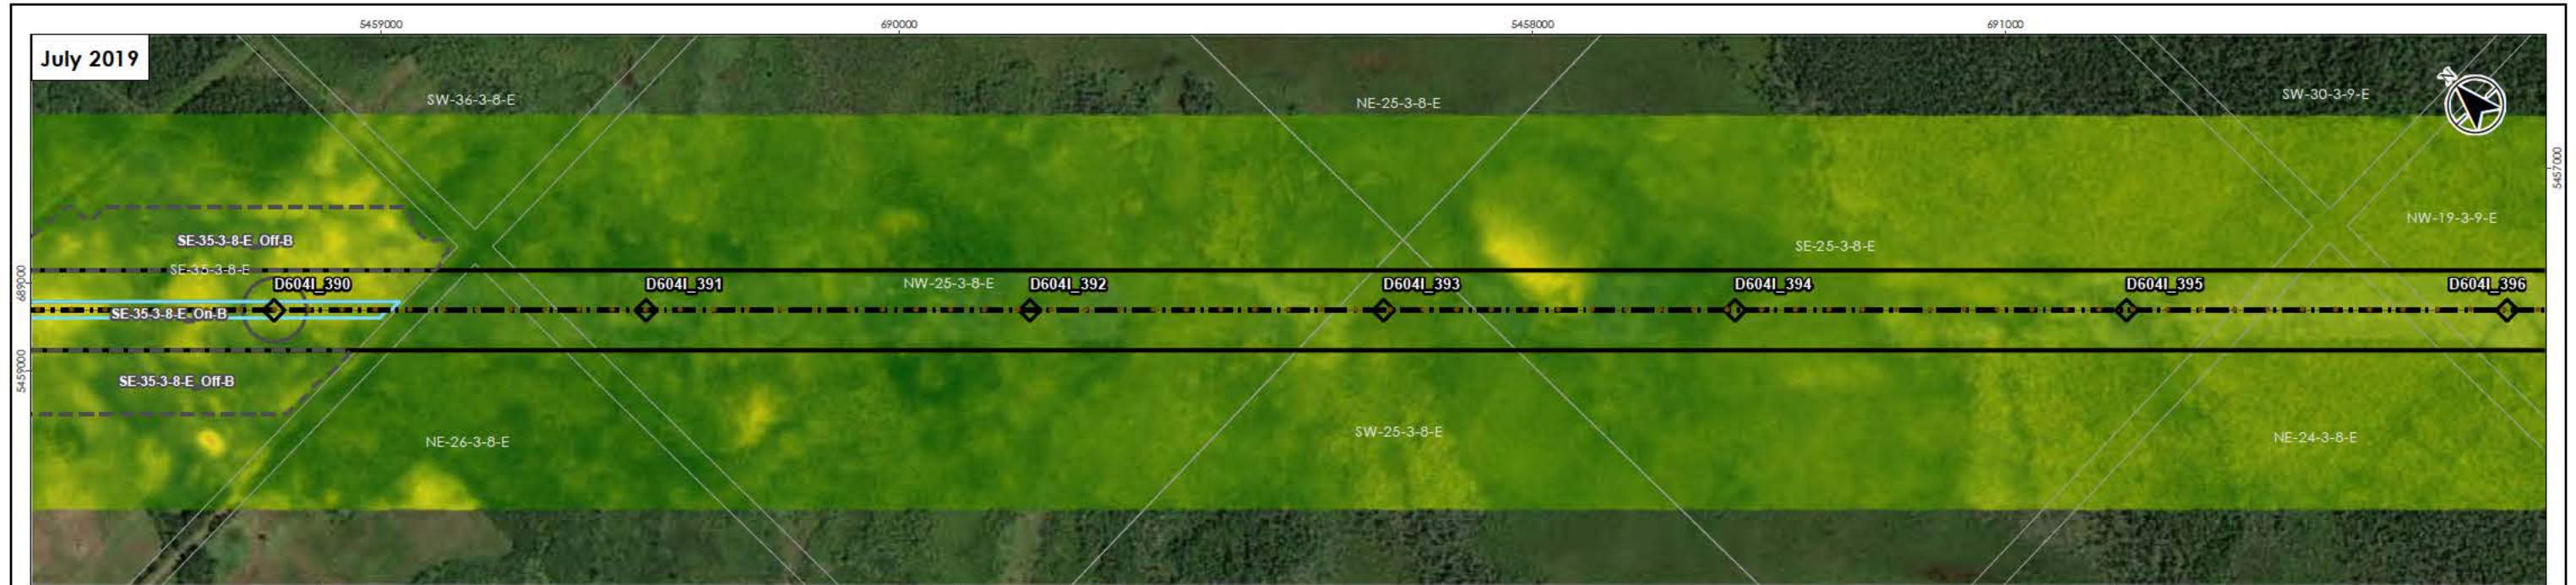 5459000
690000
5458000
691000
July 2019
N
SW-36-3-8-E
NE-25-3-8-E
SW-30-3-9-E
5457000
NW-19-3-9-E
SE-35-3-8-E_Off-B
SE-25-3-8-E
SE-35-3-8-E
689000
D604I_390
D604I_391
NW-25-3-8-E
D604I_392
D604I_393
D604I_394
D604I_395
D604I_396
SE-35-3-8-E_On-B
5459000
SE-35-3-8-E_Off-B
NE-26-3-8-E
SW-25-3-8-E
NE-24-3-8-E